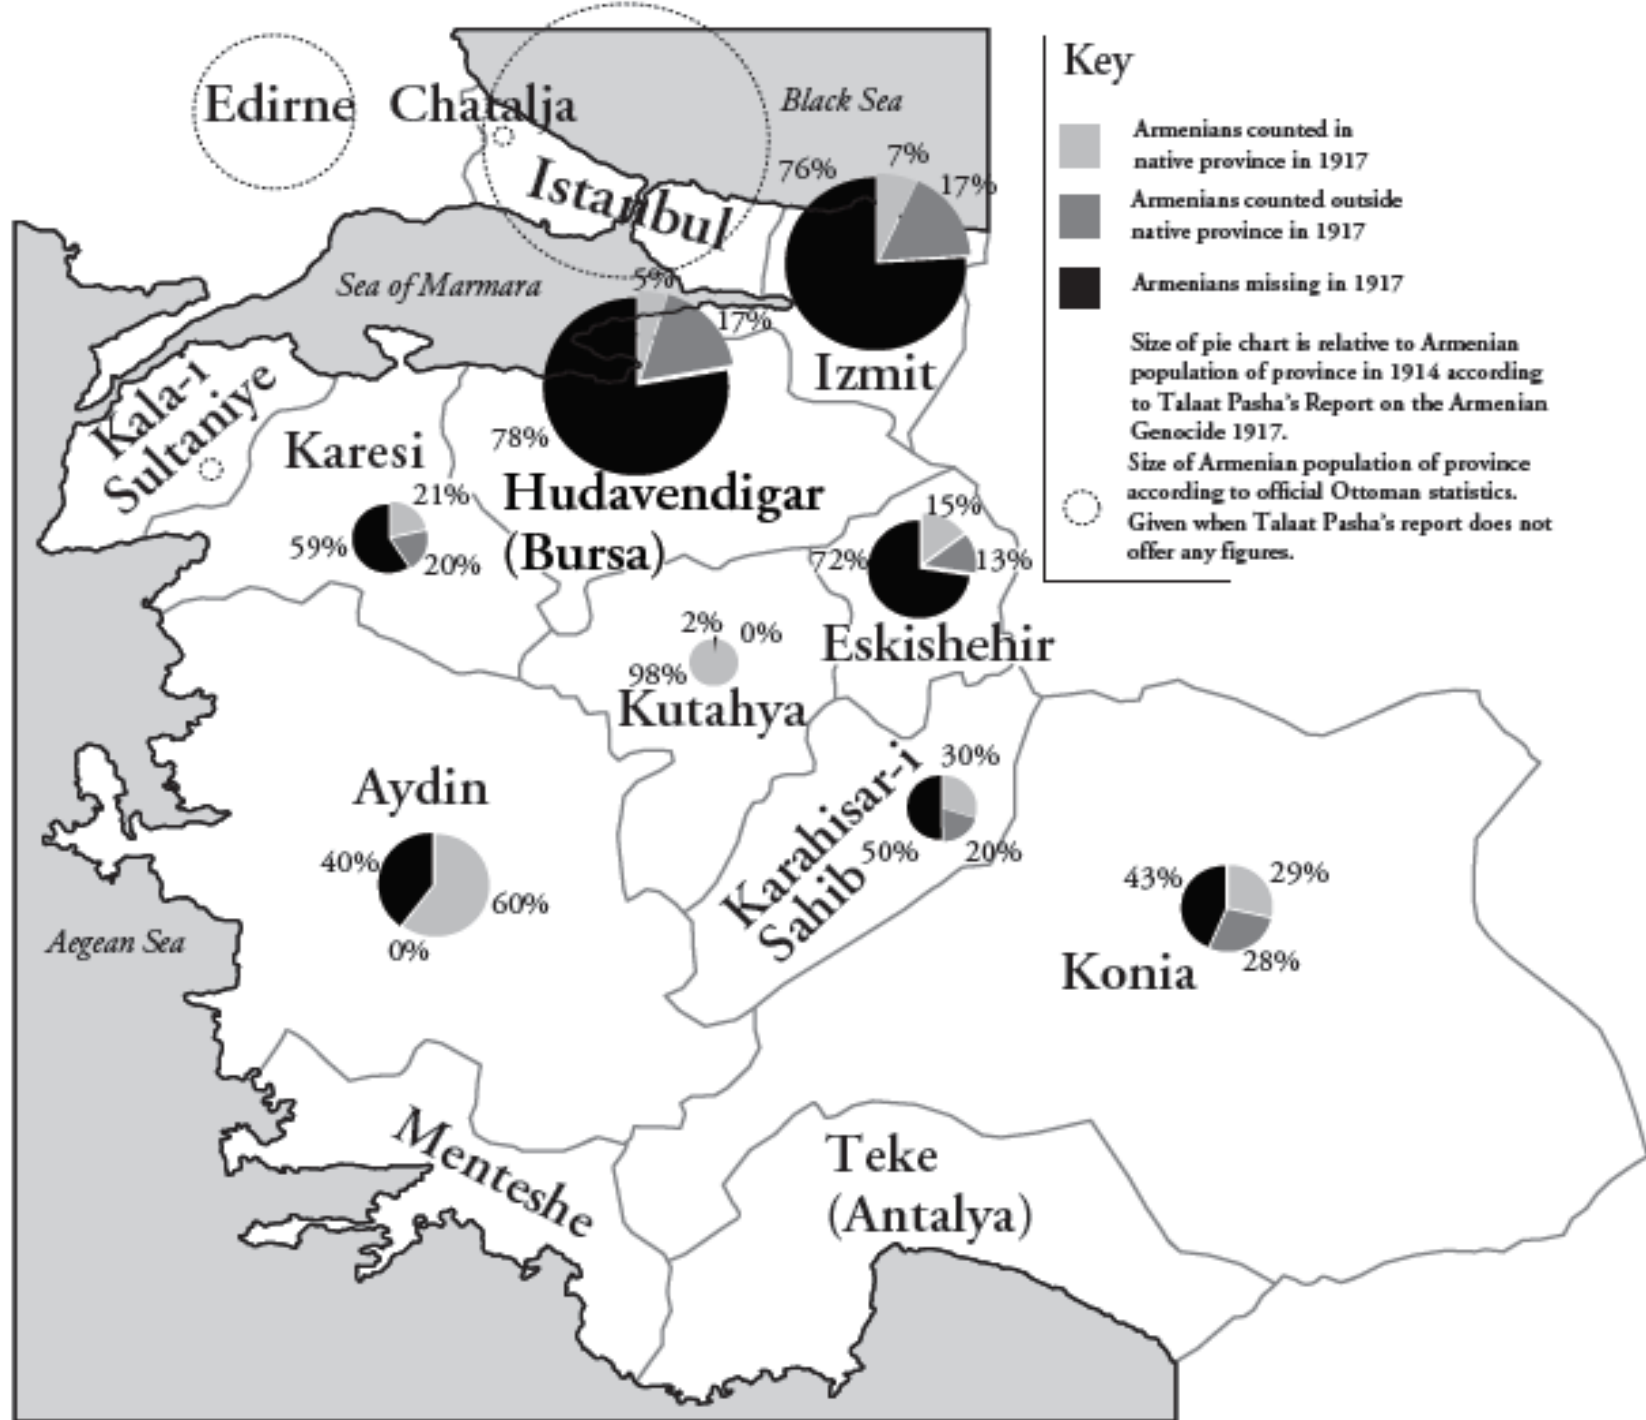 Edirne
Chatalja
Black Sea
Istanbul
76%
7%
17%
Sea of Marmara
5%
17%
Izmit
Kala-ı
Sultaniye
Karesi
78%
Hudavendigar
(Bursa)
21%
59%
20%
15%
72%
13%
Eskishehir
2%
0%
98%
Kutahya
Aydin
40%
60%
0%
Karahisar-i
Sahib
30%
50%
20%
43%
29%
28%
Konia
Aegean Sea
Menteshe
Teke
(Antalya)
Key
Armenians counted in
native province in 1917
Armenians counted outside
native province in 1917
Armenians missing in 1917
Size of pie chart is relative to Armenian
population of province in 1914 according
to Talaat Pasha's Report on the Armenian
Genocide 1917.
Size of Armenian population of province
according to official Ottoman statistics.
Given when Talaat Pasha's report does not
offer any figures.